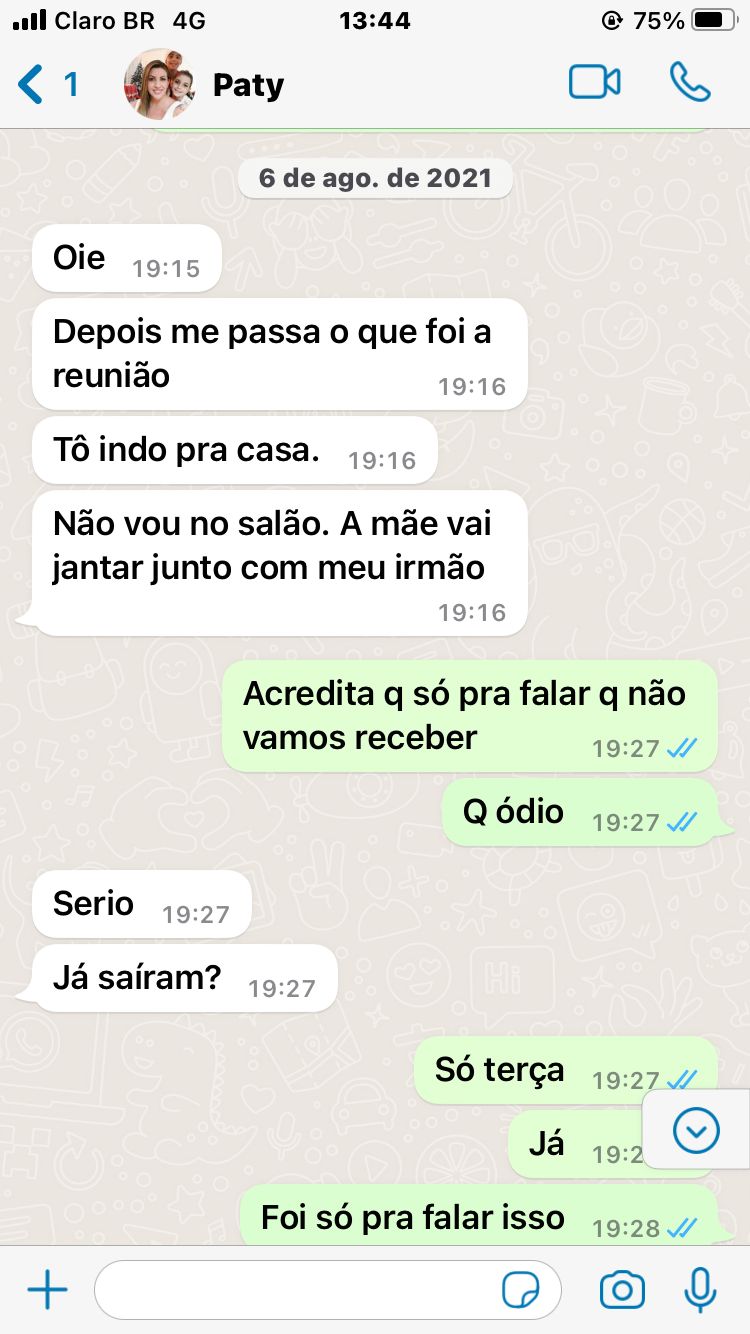 Claro BR 4G 13:44 75%
1 Paty
6 de ago. de 2021
Oie 19:15
Depois me passa o que foi a
reunião 19:16
Tô indo pra casa. 19:16
Não vou no salão. A mãe vai
jantar junto com meu irmão
19:16
Acredita q só pra falar q não
vamos receber 19:27
Q ódio 19:27
Serio 19:27
Já saíram? 19:27
Hi
Só terça 19:27
Já
Foi só pra falar isso 19:28